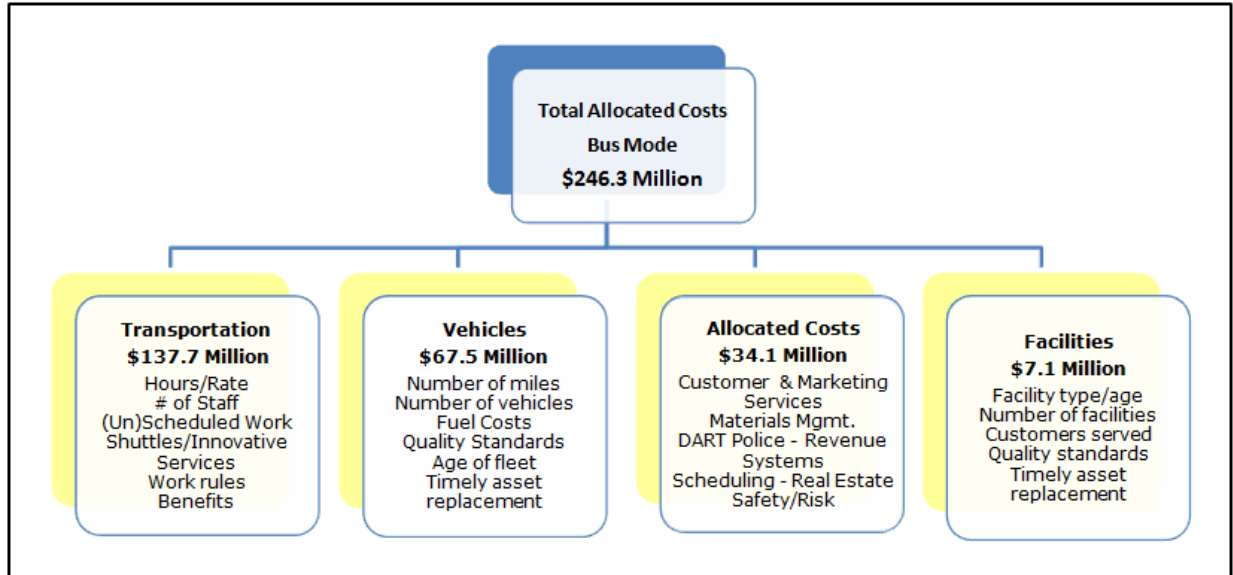 Total Allocated Costs
Bus Mode
$246.3 Million
Transportation
$137.7 Million
Hours/Rate
# of Staff
(Un)Scheduled Work
Shuttles/Innovative
Services
Work rules
Benefits
Vehicles
$67.5 Million
Number of miles
Number of vehicles
Fuel Costs
Quality Standards
Age of fleet
Timely asset
replacement
Allocated Costs
$34.1 Million
Customer & Marketing
Services
Materials Mgmt.
DART Police - Revenue
Systems
Scheduling - Real Estate
Safety/Risk
Facilities
$7.1 Million
Facility type/age
Number of facilities
Customers served
Quality standards
Timely asset
replacement